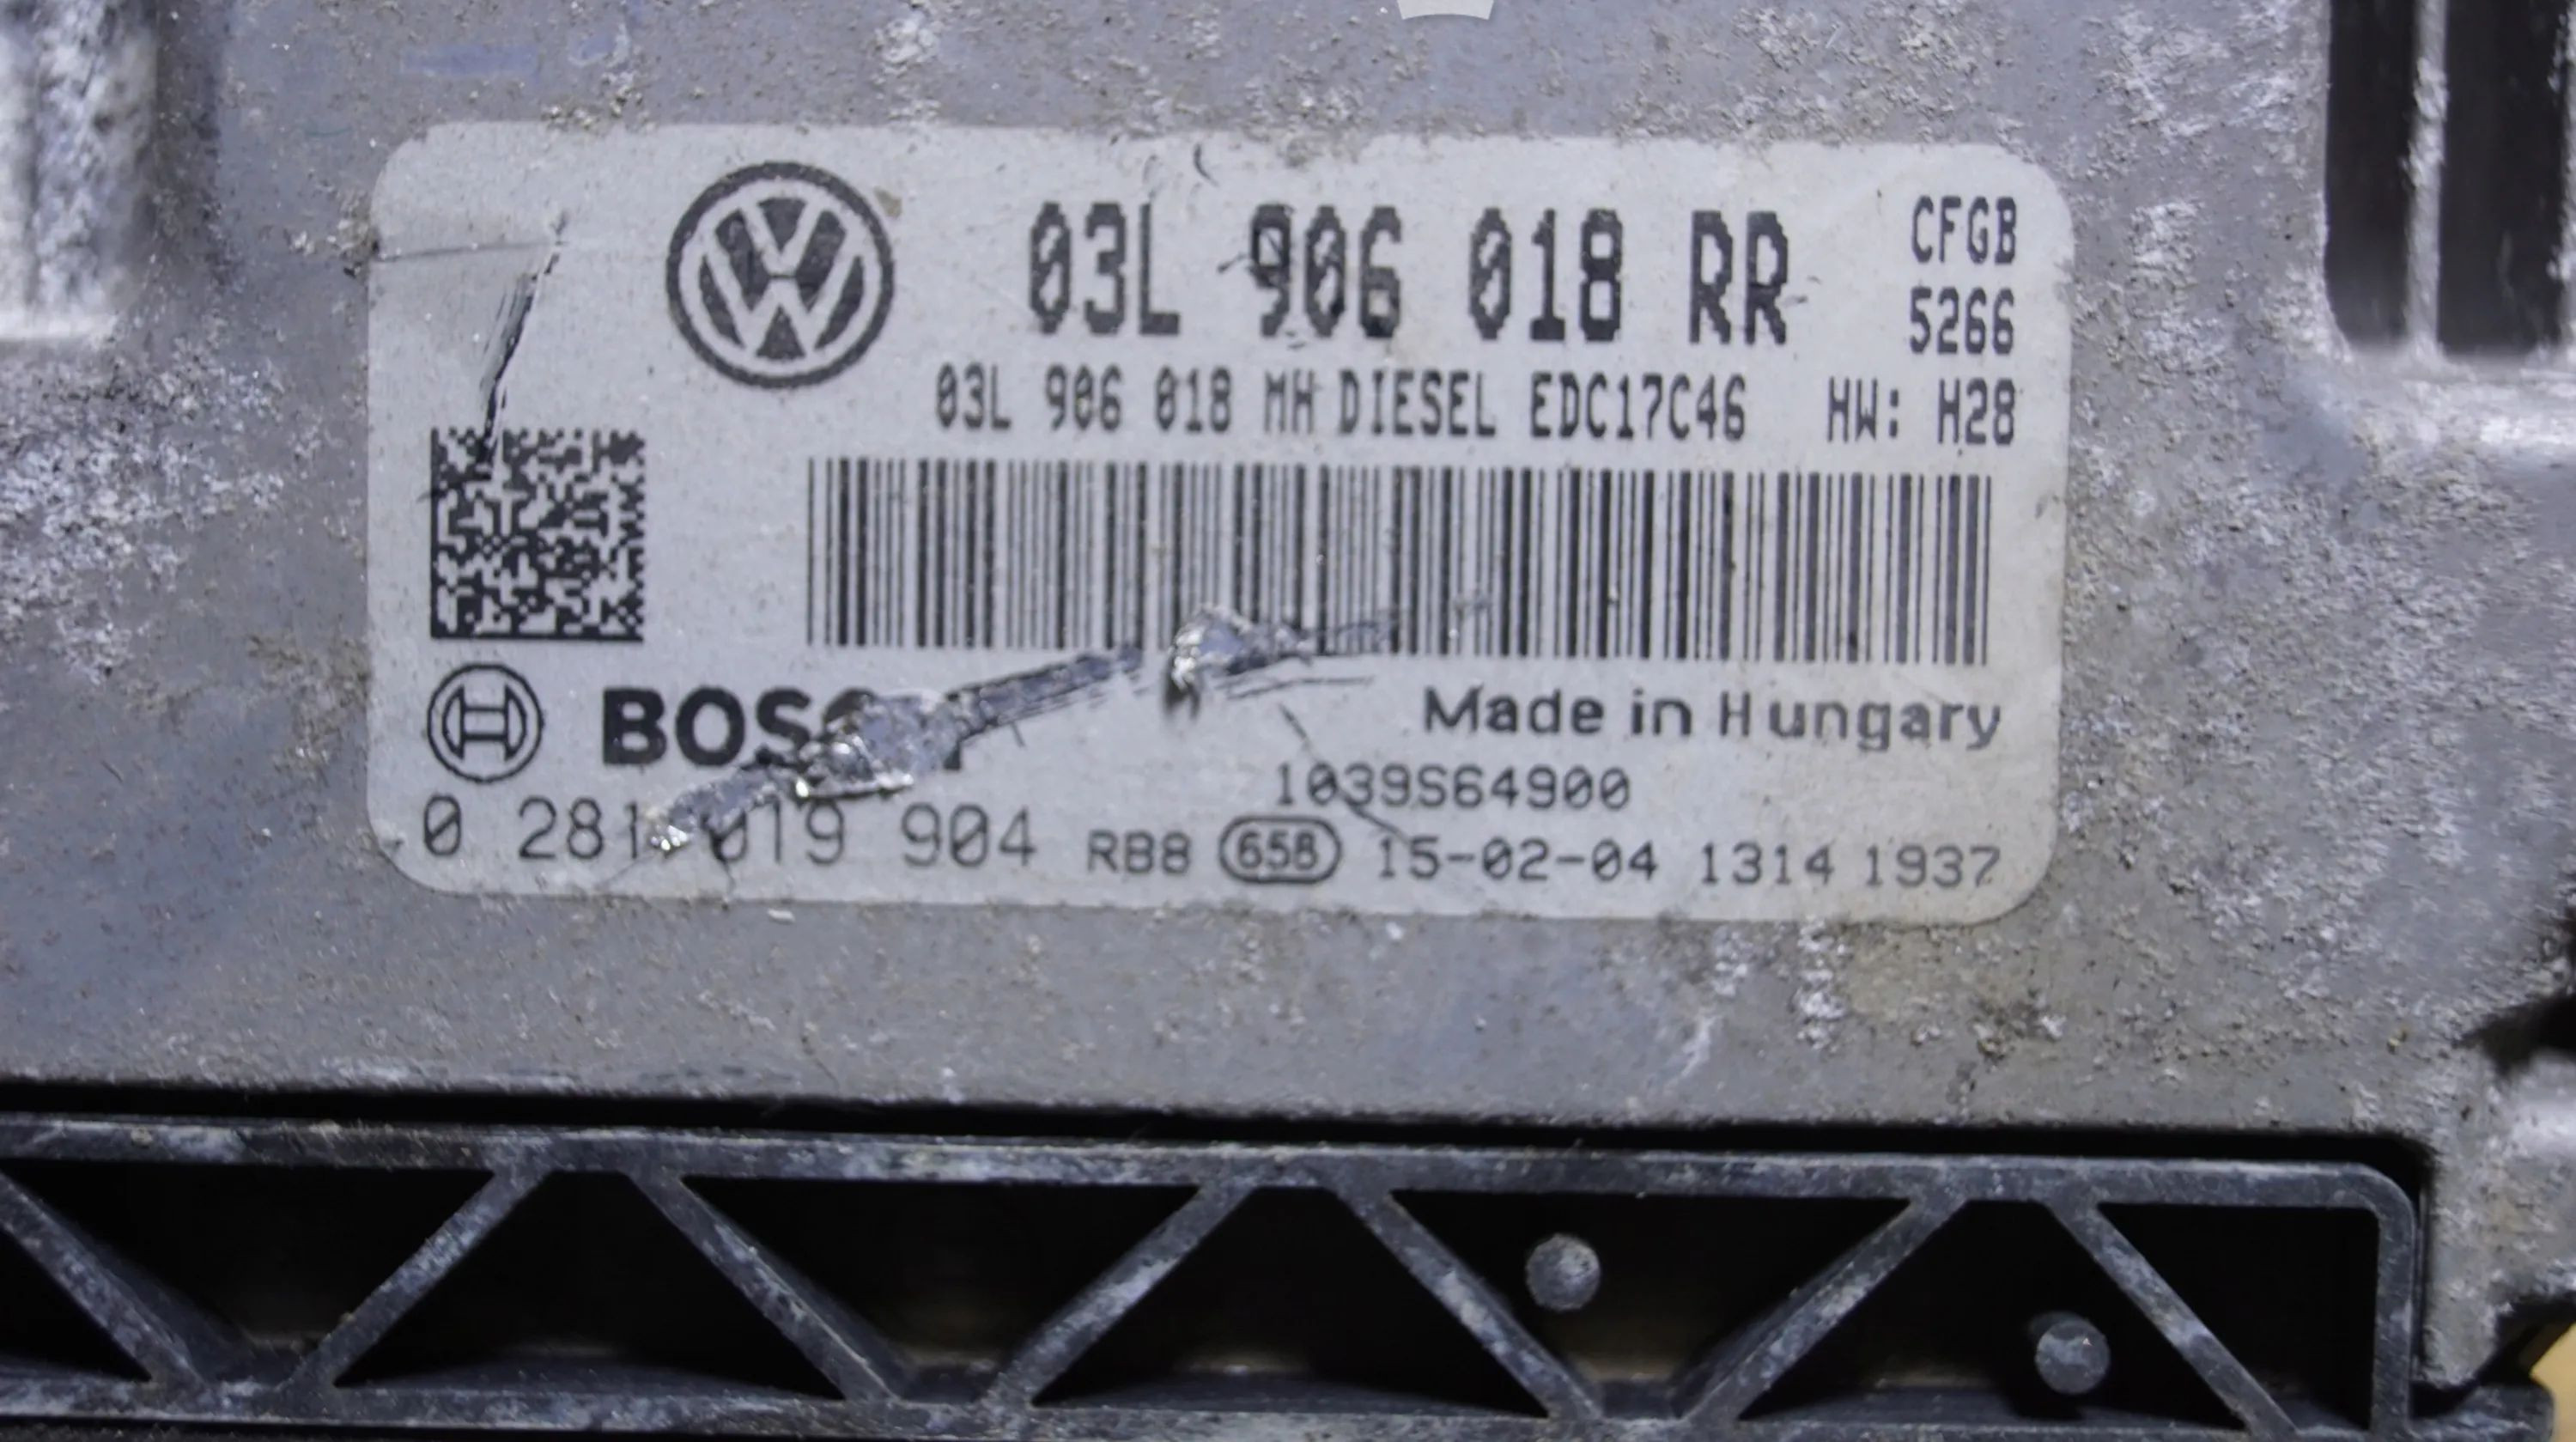 03L 906 018 RR
CFGB
5266
03L 906 018 MH DIESEL EDC17C46 HW: H28
Made in Hungary
1039S64900
0 281 019 904 RB8 65B 15-02-04 1314 1937